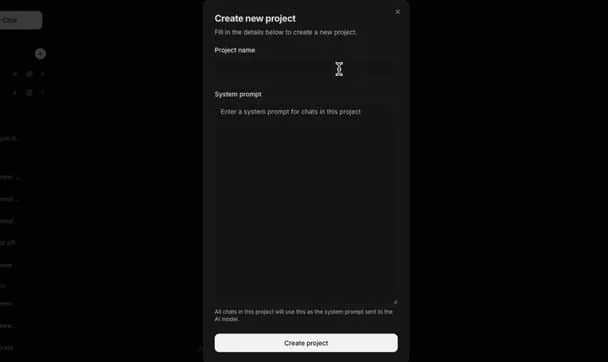 Create new project
Fill in the details below to create a new project.
Project name
System prompt
Enter a system prompt for chats in this project
All chats in this project will use this as the system prompt sent to the
AI model.
Create project